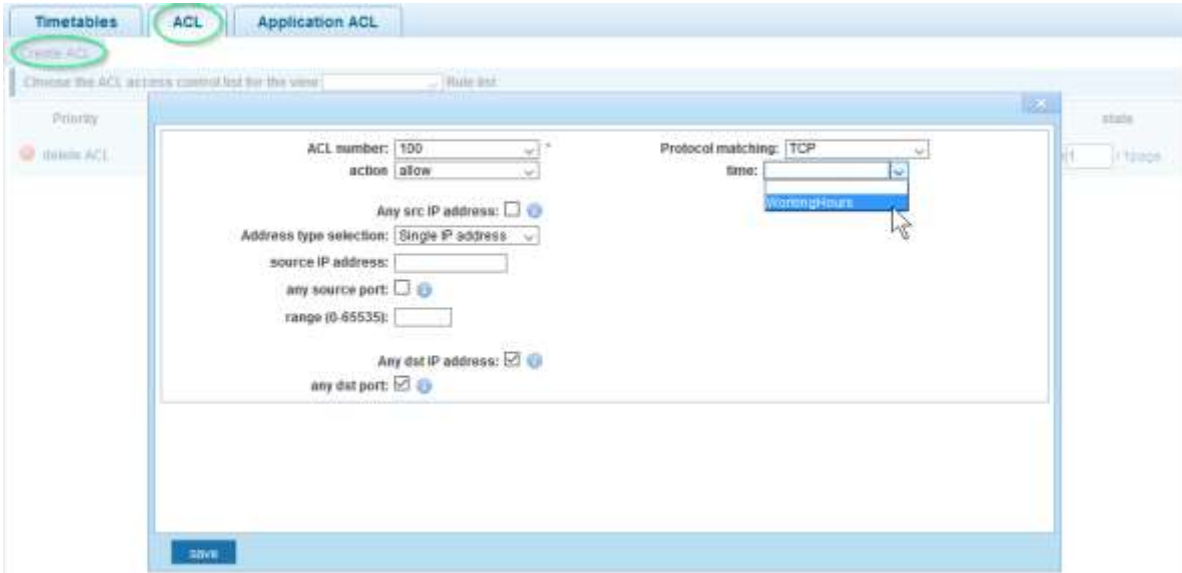 Timetables ACL Application ACL
Create ACL
Choose the ACL access control list for the view Rule list
Priority state
delete ACL 1 / 1page
ACL number: 100 * Protocol matching: TCP
action allow time:
WorkingHours
Any src IP address:
Address type selection: Single IP address
source IP address:
any source port:
range (0-65535):
Any dst IP address:
any dst port:
save